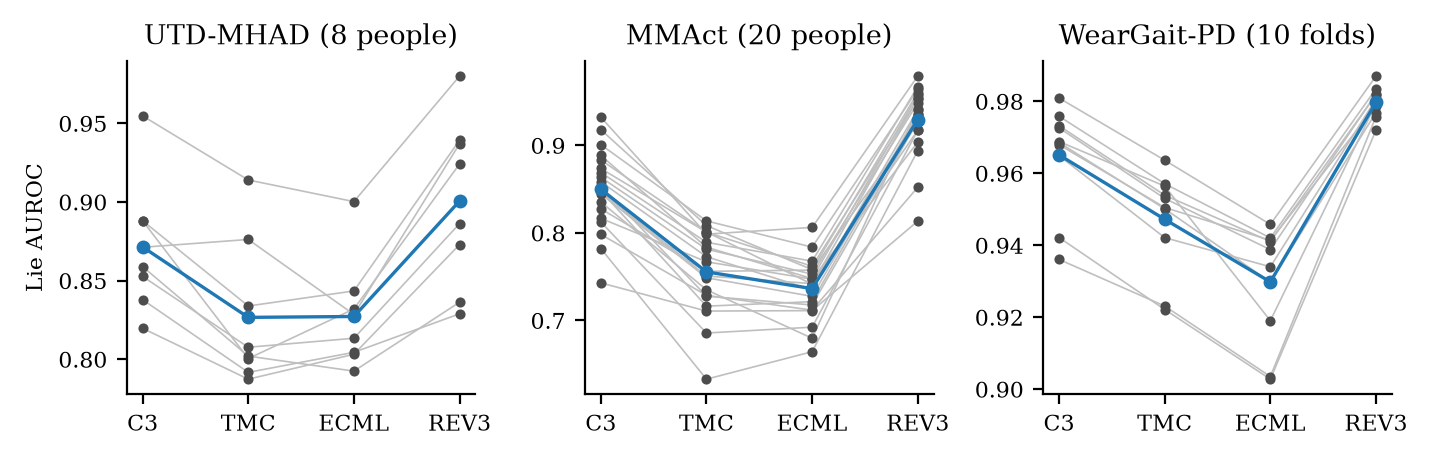 UTD-MHAD (8 people)
MMAct (20 people)
WearGait-PD (10 folds)
Lie AUROC
0.95
0.90
0.85
0.80
C3 TMC ECML REV3
0.9
0.8
0.7
C3 TMC ECML REV3
0.98
0.96
0.94
0.92
0.90
C3 TMC ECML REV3